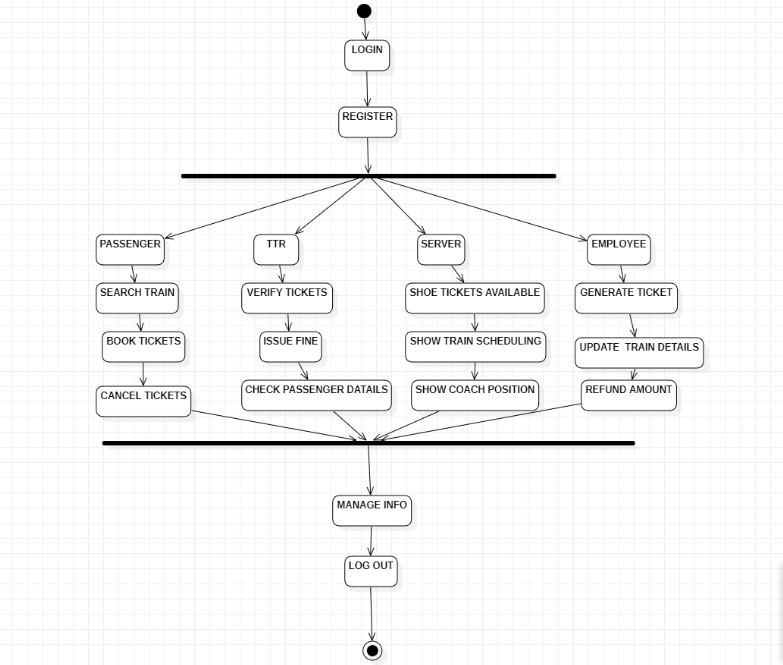 LOGIN
REGISTER
PASSENGER
TTR
SERVER
EMPLOYEE
SEARCH TRAIN
VERIFY TICKETS
SHOE TICKETS AVAILABLE
GENERATE TICKET
BOOK TICKETS
ISSUE FINE
SHOW TRAIN SCHEDULING
UPDATE  TRAIN DETAILS
CANCEL TICKETS
CHECK PASSENGER DATAILS
SHOW COACH POSITION
REFUND AMOUNT
MANAGE INFO
LOG OUT